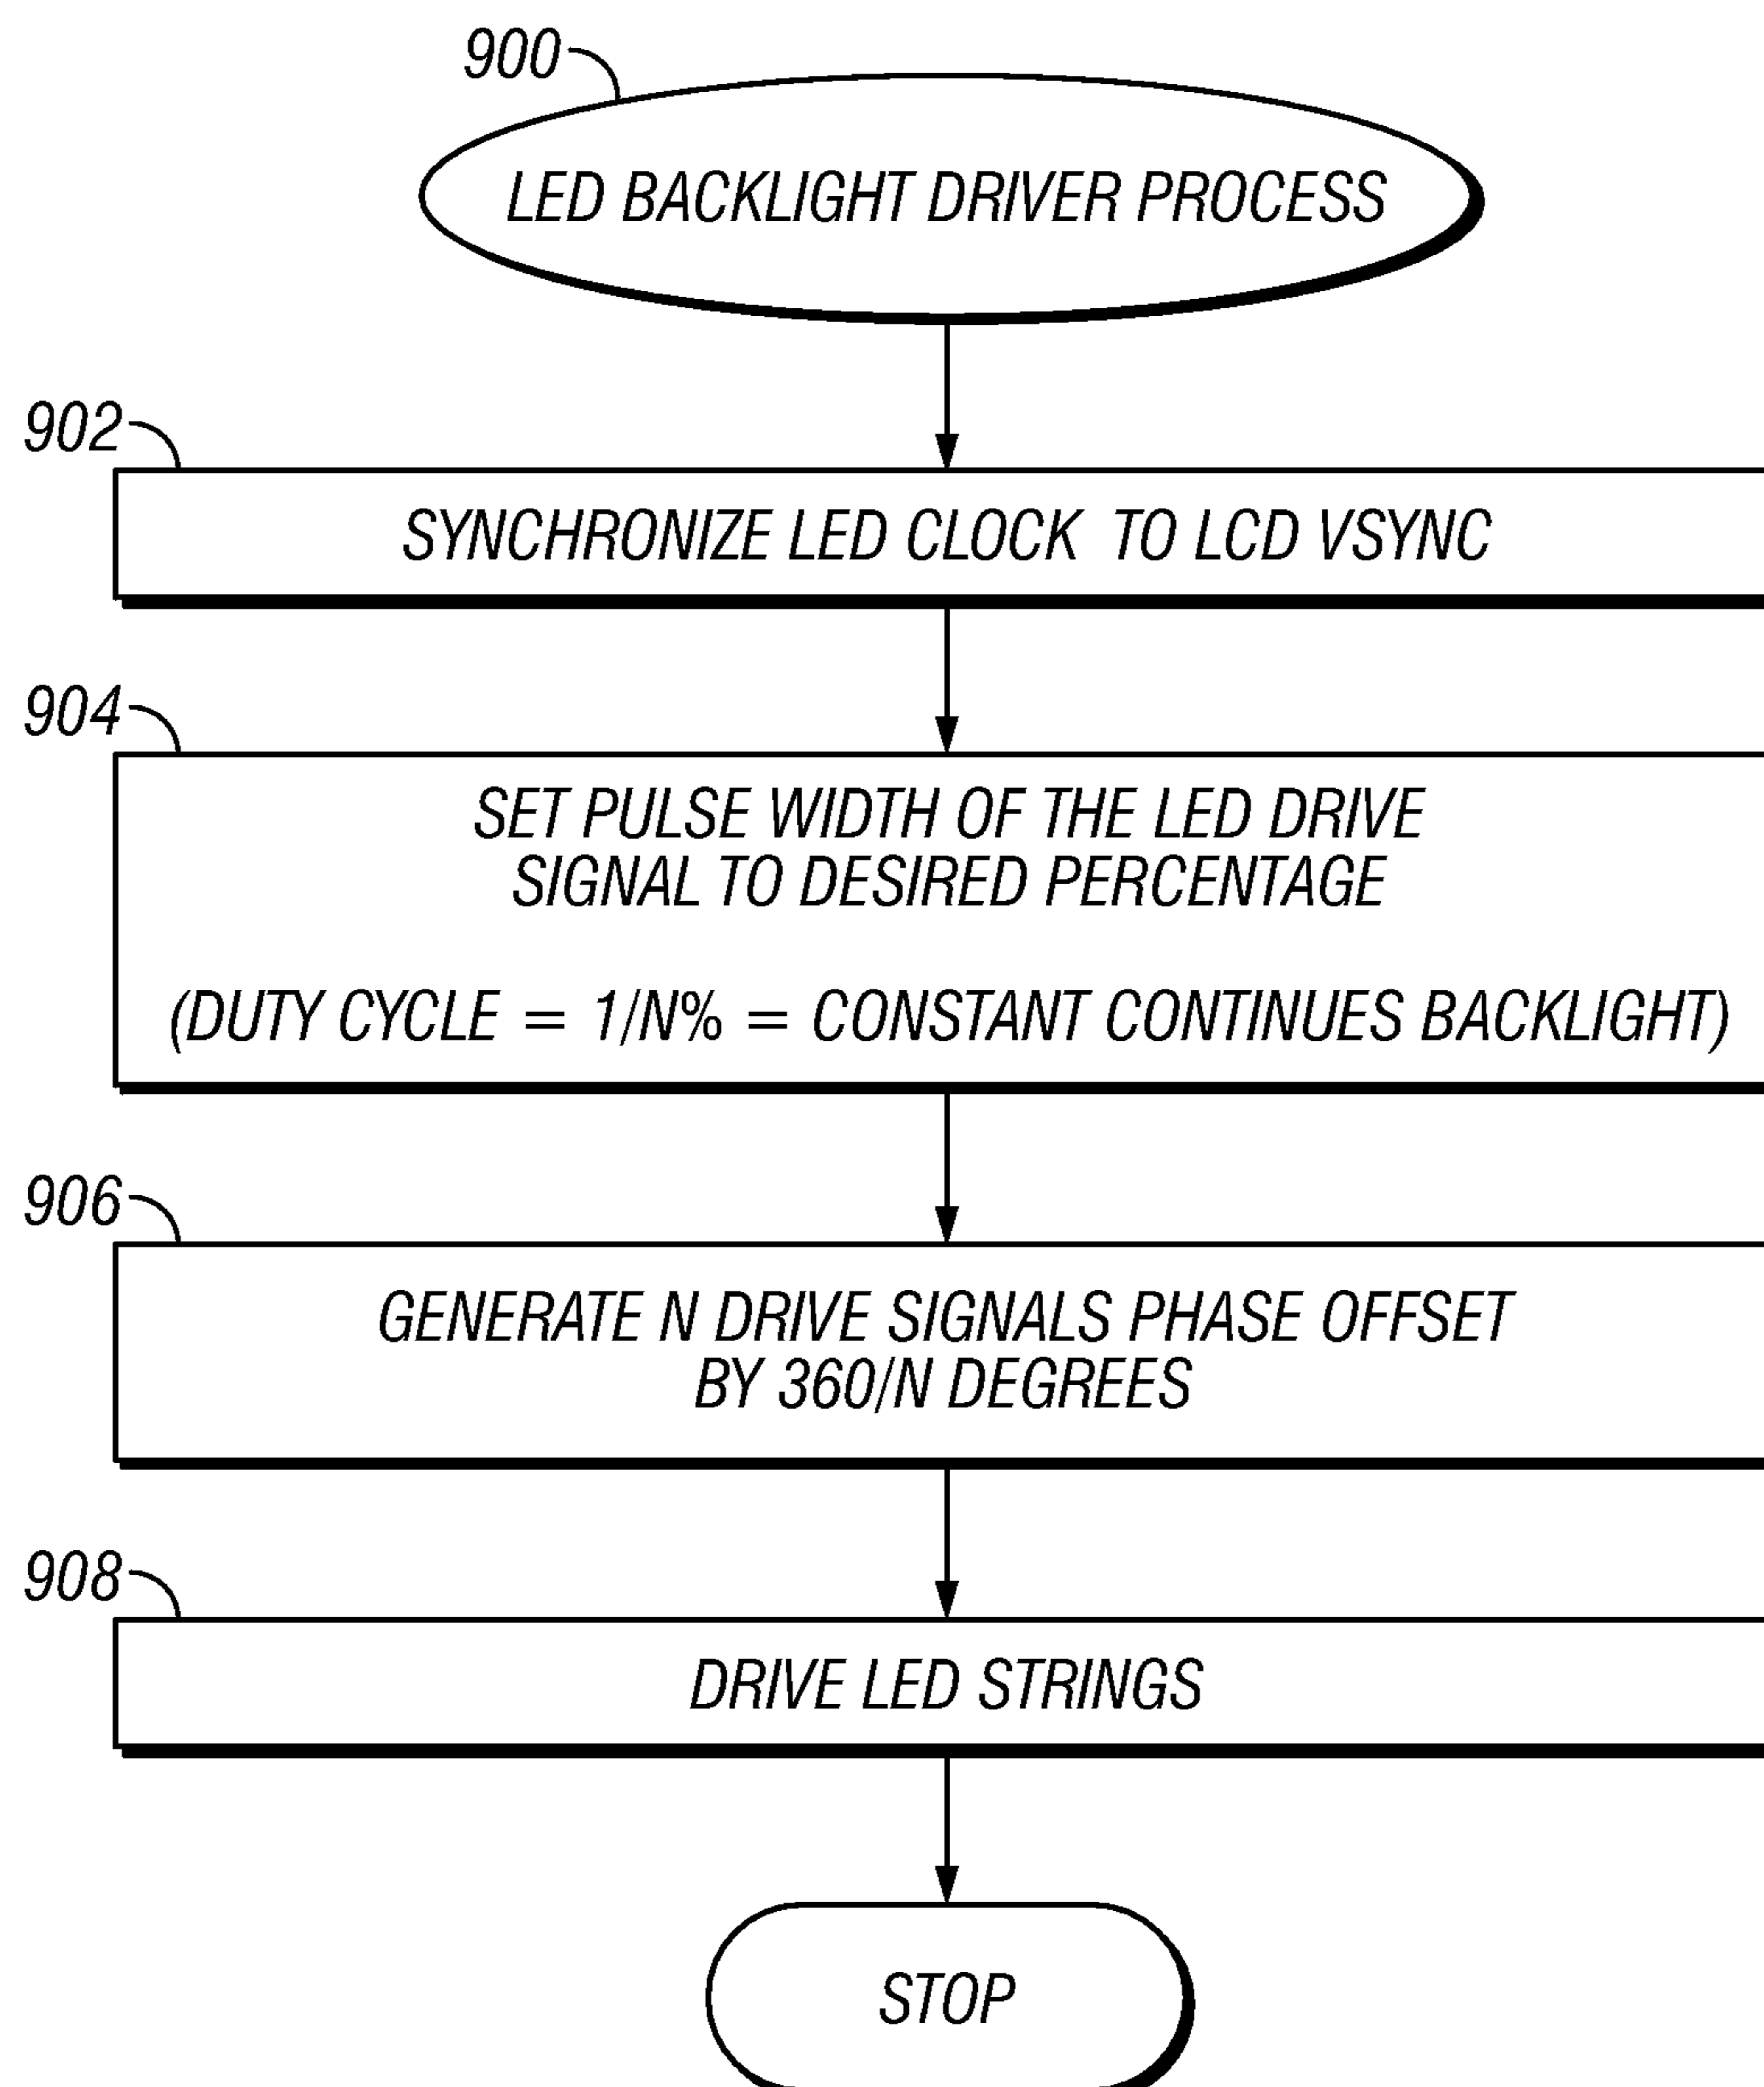 900
LED BACKLIGHT DRIVER PROCESS
902
SYNCHRONIZE LED CLOCK TO LCD VSYNC
904
SET PULSE WIDTH OF THE LED DRIVE
SIGNAL TO DESIRED PERCENTAGE
(DUTY CYCLE = 1/N% = CONSTANT CONTINUES BACKLIGHT)
906
GENERATE N DRIVE SIGNALS PHASE OFFSET
BY 360/N DEGREES
908
DRIVE LED STRINGS
STOP